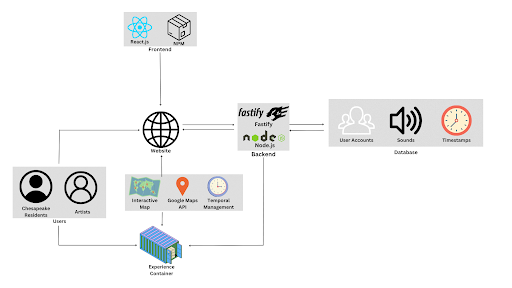 React.js
NPM
Frontend
Website
fastify
Fastify
node
Node.js
Backend
User Accounts
Sounds
Timestamps
Database
Chesapeake
Residents
Artists
Users
Interactive
Map
Google Maps
API
Temporal
Management
Experience
Container